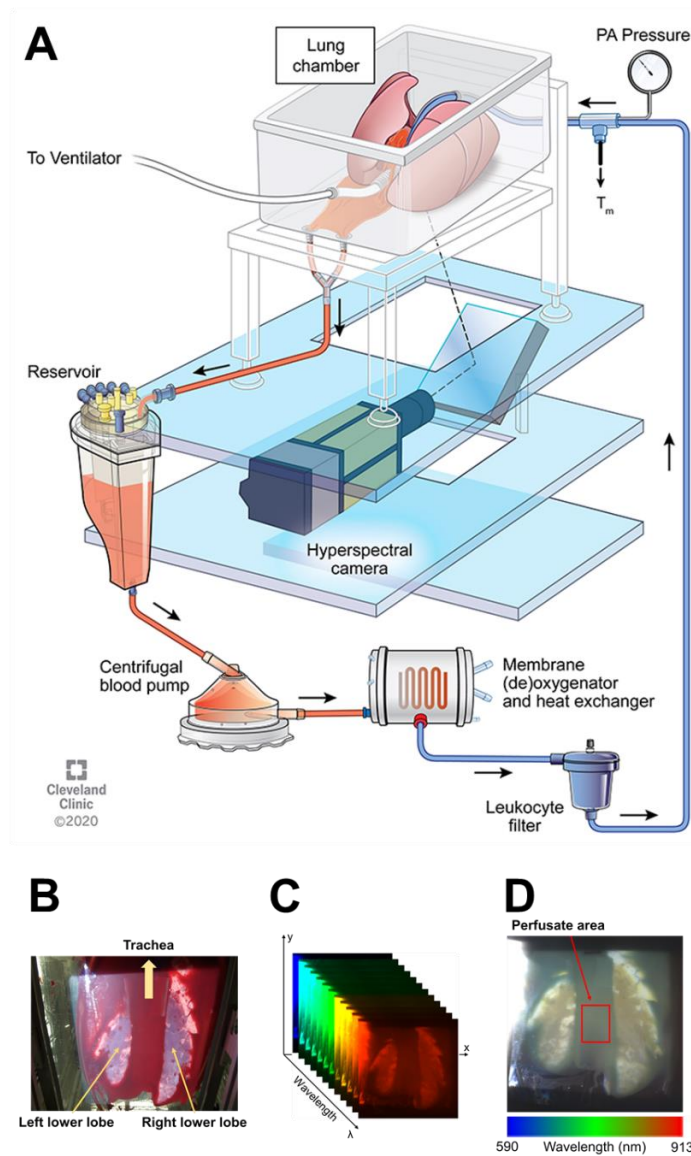 A
Lung
chamber
PA Pressure
To Ventilator
Tm
Reservoir
Hyperspectral
camera
Centrifugal
blood pump
Membrane
(de)oxygenator
and heat exchanger
Cleveland
Clinic
©2020
Leukocyte
filter
B
Trachea
Left lower lobe
Right lower lobe
C
y
x
Wavelength
λ
D
Perfusate area
590
Wavelength (nm)
913